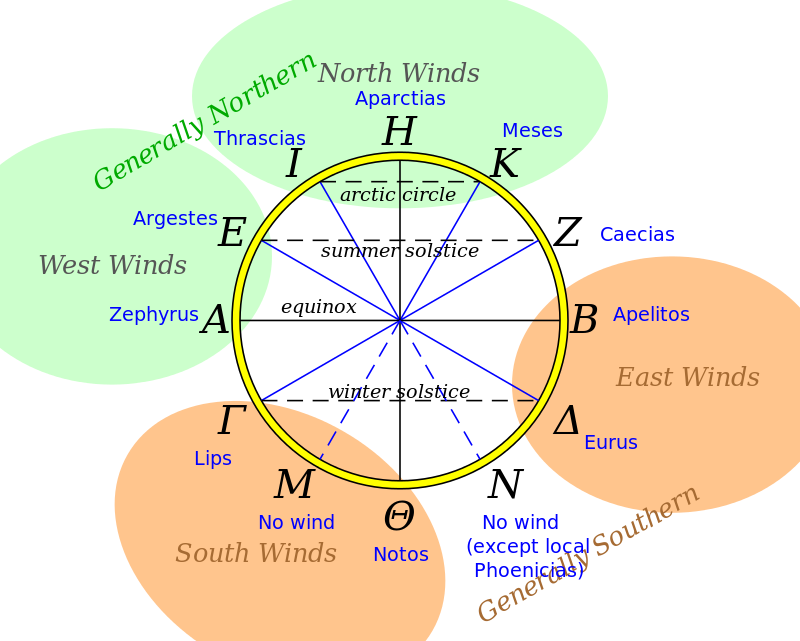 North Winds
Generally Northern
Aparctias
Thrascias
Meses
H
I
K
arctic circle
Argestes
E
Z
Caecias
summer solstice
West Winds
equinox
Zephyrus
A
B
Apelitos
East Winds
winter solstice
Γ
Δ
Eurus
Lips
M
N
Θ
No wind
No wind
(except local
Phoenicias)
South Winds
Notos
Generally Southern